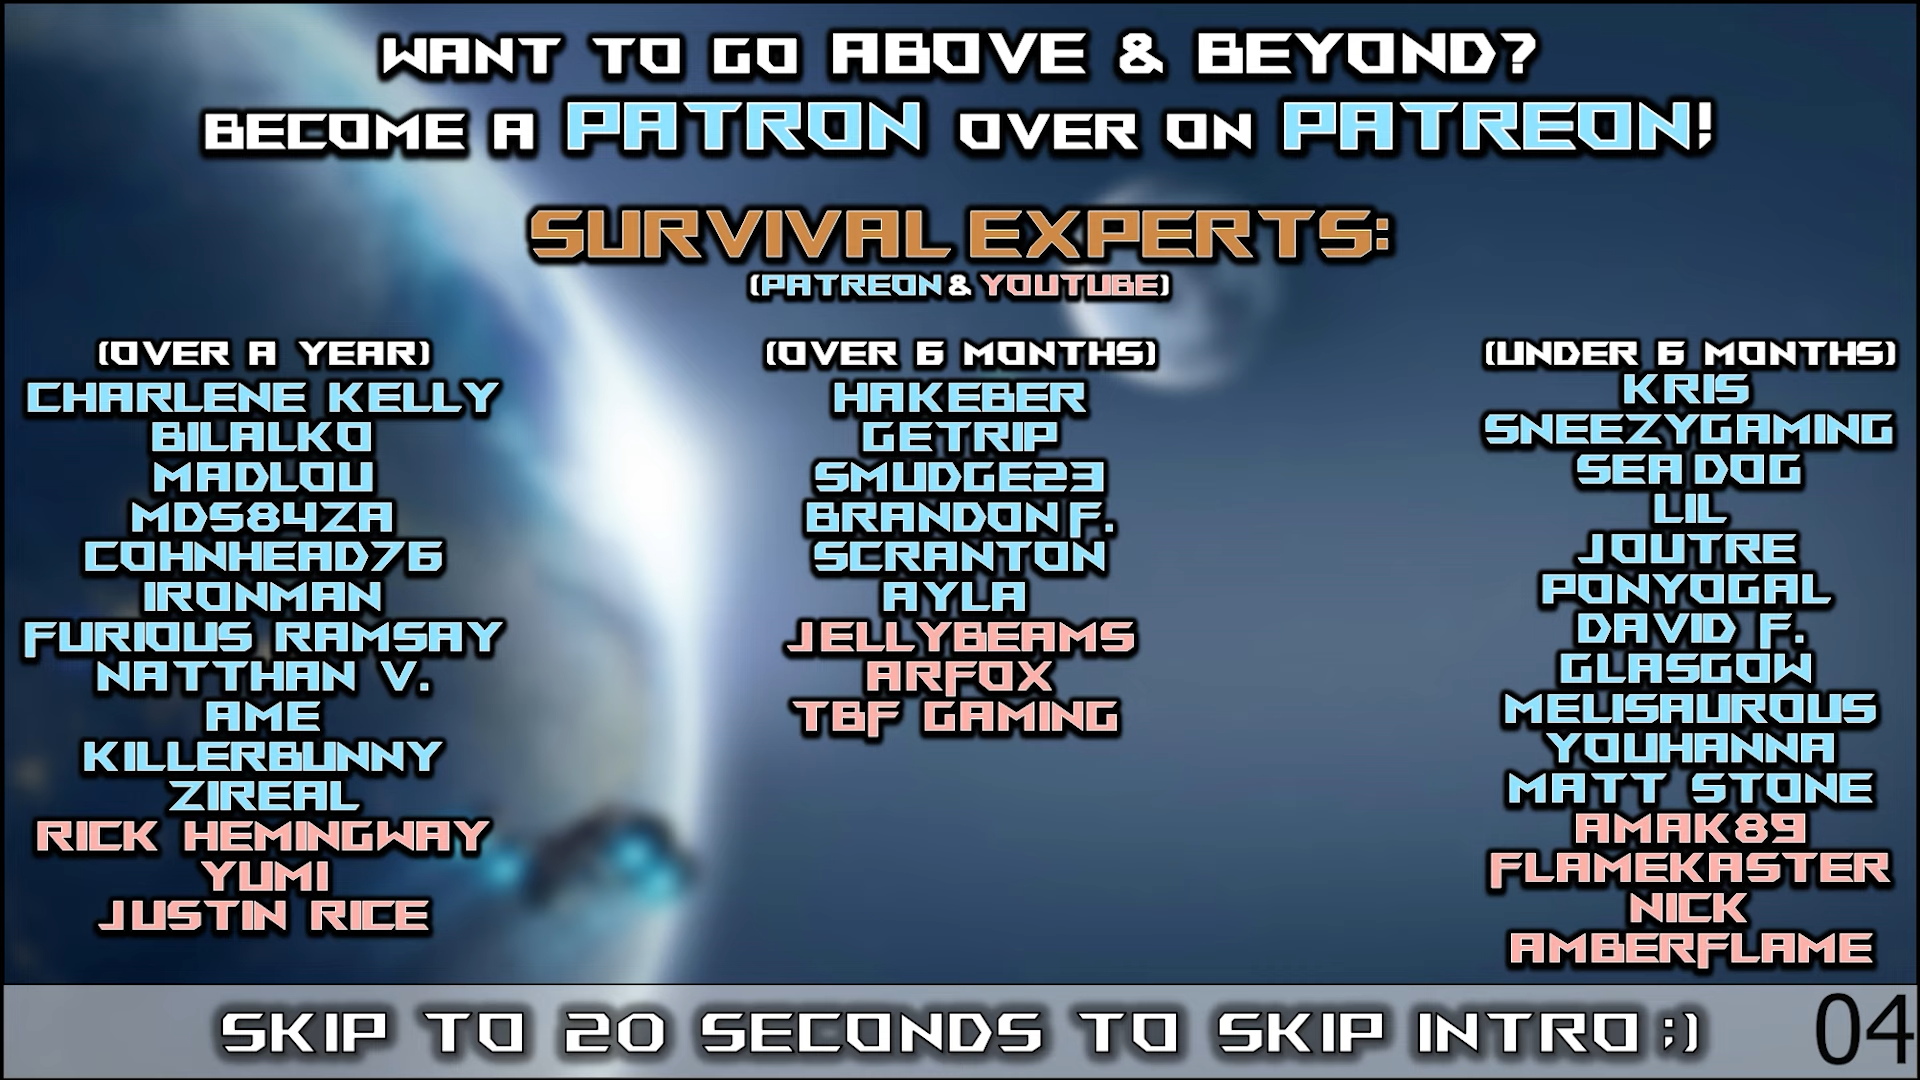 WANT TO GO ABOVE & BEYOND?
BECOME A PATRON OVER ON PATREON!
SURVIVAL EXPERTS:
(PATREON & YOUTUBE)
(OVER A YEAR)
CHARLENE KELLY
BILALKO
MADLOU
MDS84ZA
COHNHEAD76
IRONMAN
FURIOUS RAMSAY
NATTHAN V.
AME
KILLERBUNNY
ZIREAL
RICK HEMINGWAY
YUMI
JUSTIN RICE
(OVER 6 MONTHS)
HAKEBER
GETRIP
SMUDGE23
BRANDON F.
SCRANTON
AYLA
JELLYBEAMS
ARFOX
TBF GAMING
(UNDER 6 MONTHS)
KRIS
SNEEZYGAMING
SEA DOG
LIL
JOUTRE
PONYOGAL
DAVID F.
GLASGOW
MELISAUROUS
YOUHANNA
MATT STONE
AMAK89
FLAMEKASTER
NICK
AMBERFLAME
SKIP TO 20 SECONDS TO SKIP INTRO ;)
04